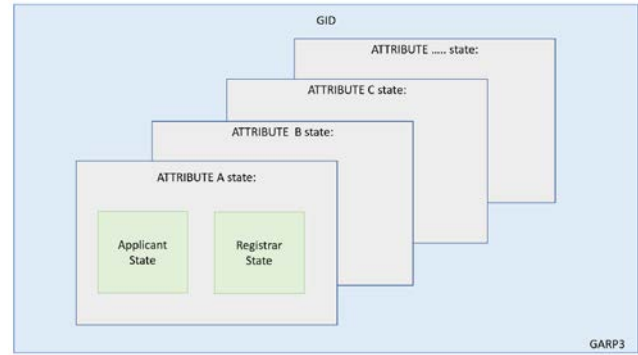 GID
ATTRIBUTE ..... state:
ATTRIBUTE C state:
ATTRIBUTE B state:
ATTRIBUTE A state:
Applicant
State
Registrar
State
GARP3